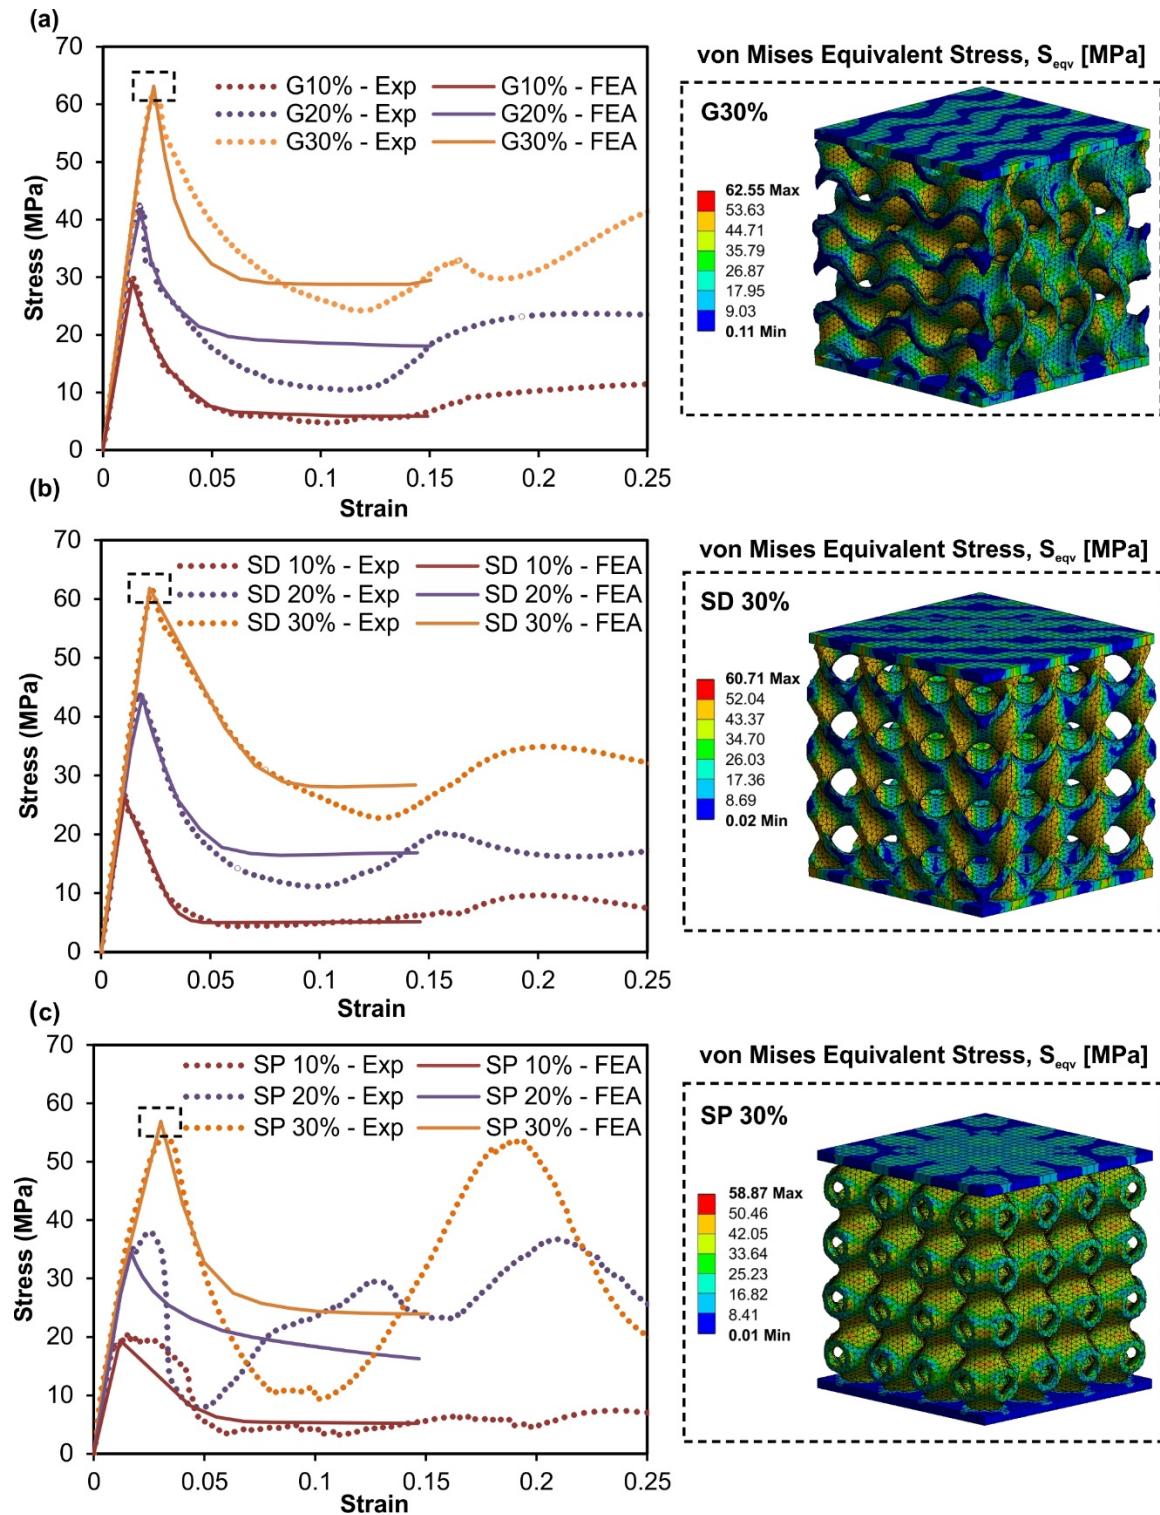 (a)
70
60
50
40
30
20
10
0
Stress (MPa)
G10% - Exp G10% - FEA
G20% - Exp G20% - FEA
G30% - Exp G30% - FEA
0 0.05 0.1 0.15 0.2 0.25
Strain
von Mises Equivalent Stress, Seqv [MPa]
G30%
62.55 Max
53.63
44.71
35.79
26.87
17.95
9.03
0.11 Min
(b)
70
60
50
40
30
20
10
0
Stress (MPa)
SD 10% - Exp SD 10% - FEA
SD 20% - Exp SD 20% - FEA
SD 30% - Exp SD 30% - FEA
0 0.05 0.1 0.15 0.2 0.25
Strain
von Mises Equivalent Stress, Seqv [MPa]
SD 30%
60.71 Max
52.04
43.37
34.70
26.03
17.36
8.69
0.02 Min
(c)
70
60
50
40
30
20
10
0
Stress (MPa)
SP 10% - Exp SP 10% - FEA
SP 20% - Exp SP 20% - FEA
SP 30% - Exp SP 30% - FEA
0 0.05 0.1 0.15 0.2 0.25
Strain
von Mises Equivalent Stress, Seqv [MPa]
SP 30%
58.87 Max
50.46
42.05
33.64
25.23
16.82
8.41
0.01 Min